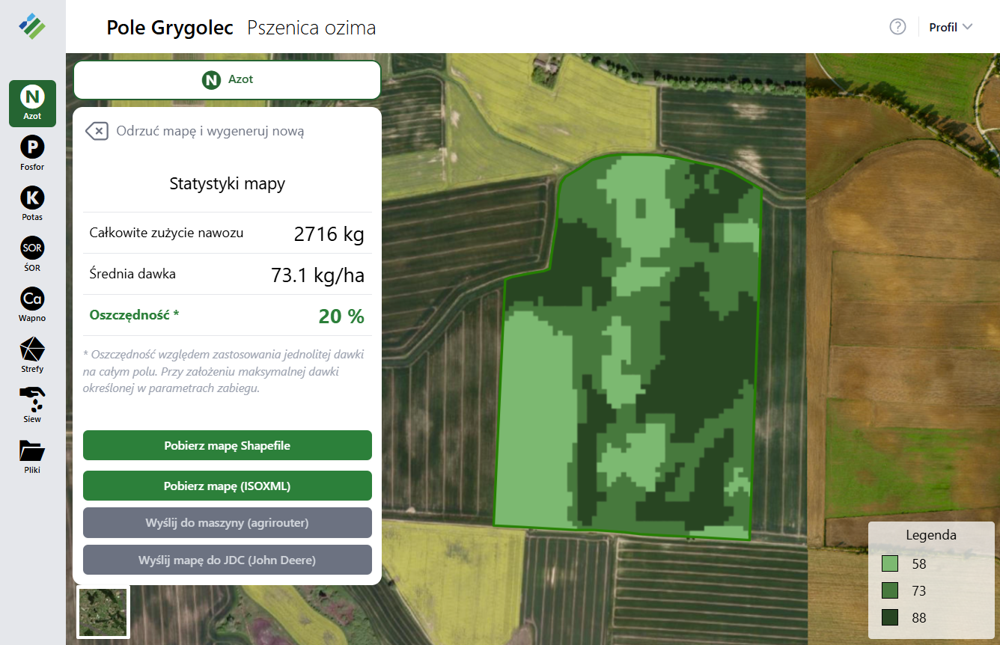 Pole Grygolec Pszenica ozima
? Profil
N
Azot
P
Fosfor
K
Potas
SOR
ŚOR
Ca
Wapno
Strefy
Siew
Pliki
N Azot
Odrzuć mapę i wygeneruj nową
Statystyki mapy
Całkowite zużycie nawozu 2716 kg
Średnia dawka 73.1 kg/ha
Oszczędność * 20 %
* Oszczędność względem zastosowania jednolitej dawki
na całym polu. Przy założeniu maksymalnej dawki
określonej w parametrach zabiegu.
Pobierz mapę Shapefile
Pobierz mapę (ISOXML)
Wyślij do maszyny (agrirouter)
Wyślij mapę do JDC (John Deere)
Legenda
58
73
88